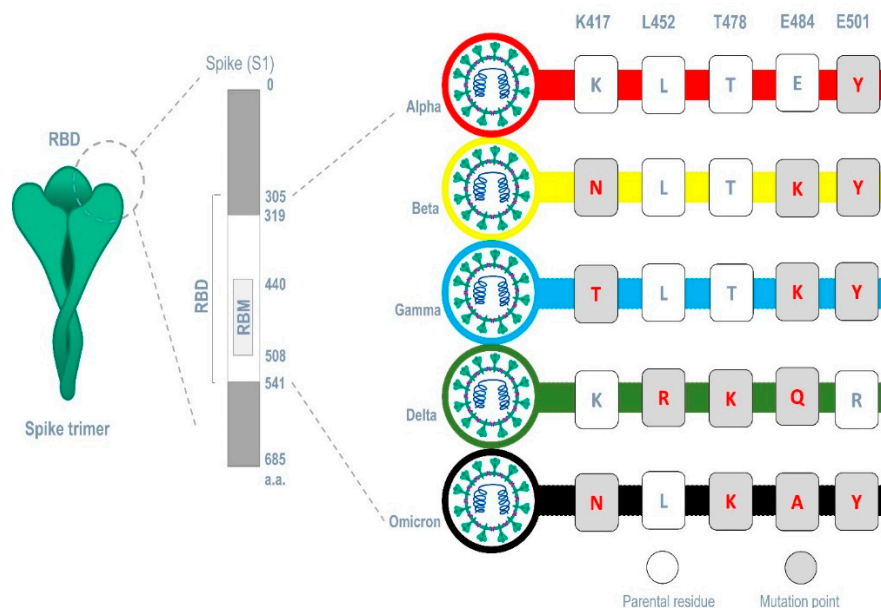 Spike (S1)
0
RBD
305
319
440
RBD
RBM
508
541
685
a.a.
Spike trimer
K417 L452 T478 E484 E501
Alpha K L T E Y
Beta N L T K Y
Gamma T L T K Y
Delta K R K Q R
Omicron N L K A Y
Parental residue Mutation point